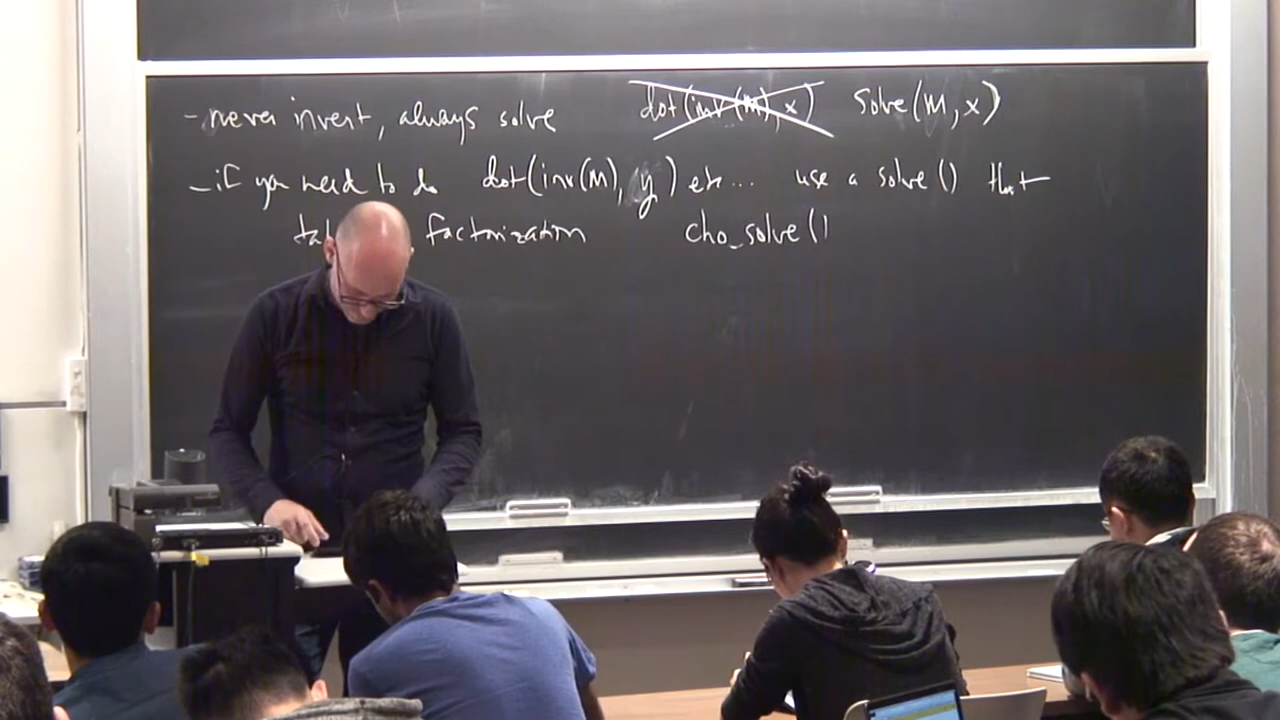 - never invert, always solve dot(inv(M), x) solve(M, x)
- if you need to do dot(inv(M), y) etc... use a solve() that
factorization cho_solve()